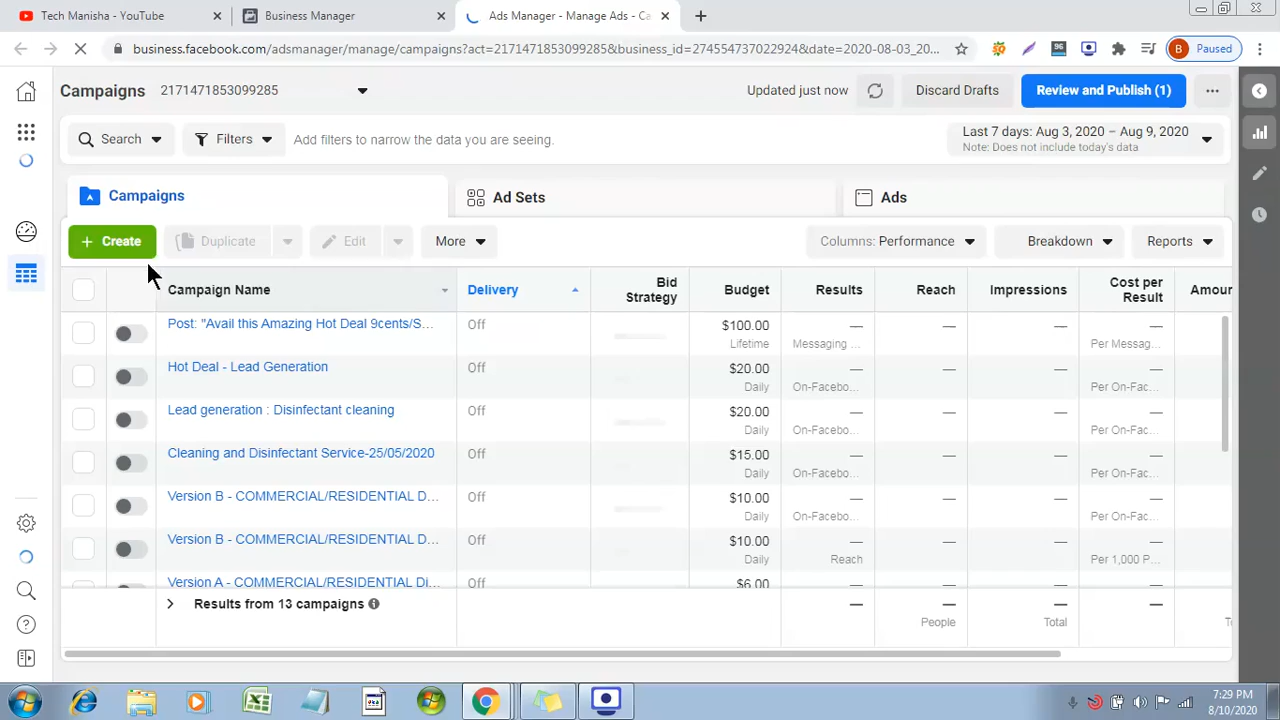 Tech Manisha - YouTube
Business Manager
Ads Manager - Manage Ads - Ca
business.facebook.com/adsmanager/manage/campaigns?act=2171471853099285&business_id=274554737022924&date=2020-08-03_20...
96
B Paused
Campaigns 2171471853099285
Updated just now
Discard Drafts
Review and Publish (1)
Search
Filters
Add filters to narrow the data you are seeing.
Last 7 days: Aug 3, 2020 – Aug 9, 2020
Note: Does not include today's data
Campaigns
Ad Sets
Ads
+ Create
Duplicate
Edit
More
Columns: Performance
Breakdown
Reports
Campaign Name Delivery Bid Strategy Budget Results Reach Impressions Cost per Result Amour
Post: "Avail this Amazing Hot Deal 9cents/S... Off $100.00 — — — —
Lifetime Messaging ... Per Messag...
Hot Deal - Lead Generation Off $20.00 — — — —
Daily On-Facebo... Per On-Fac...
Lead generation : Disinfectant cleaning Off $20.00 — — — —
Daily On-Facebo... Per On-Fac...
Cleaning and Disinfectant Service-25/05/2020 Off $15.00 — — — —
Daily On-Facebo... Per On-Fac...
Version B - COMMERCIAL/RESIDENTIAL D... Off $10.00 — — — —
Daily On-Facebo... Per On-Fac...
Version B - COMMERCIAL/RESIDENTIAL D... Off $10.00 — — — —
Daily Reach Per 1,000 P...
Version A - COMMERCIAL/RESIDENTIAL Di... Off $6.00
Results from 13 campaigns — — — —
People Total
7:29 PM
8/10/2020